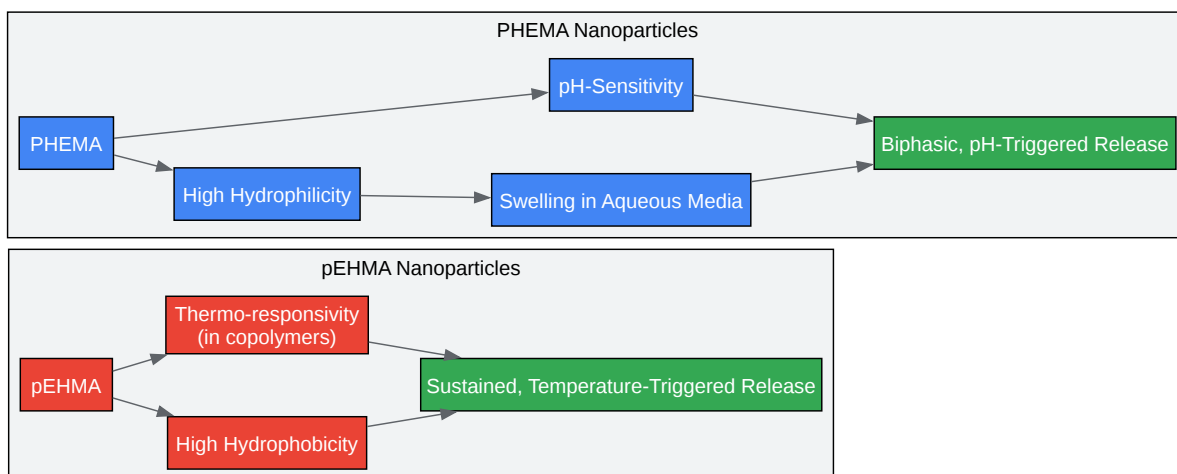 PHEMA Nanoparticles
pH-Sensitivity
PHEMA
Biphasic, pH-Triggered Release
High Hydrophilicity
Swelling in Aqueous Media
pEHMA Nanoparticles
Thermo-responsivity
(in copolymers)
pEHMA
Sustained, Temperature-Triggered Release
High Hydrophobicity